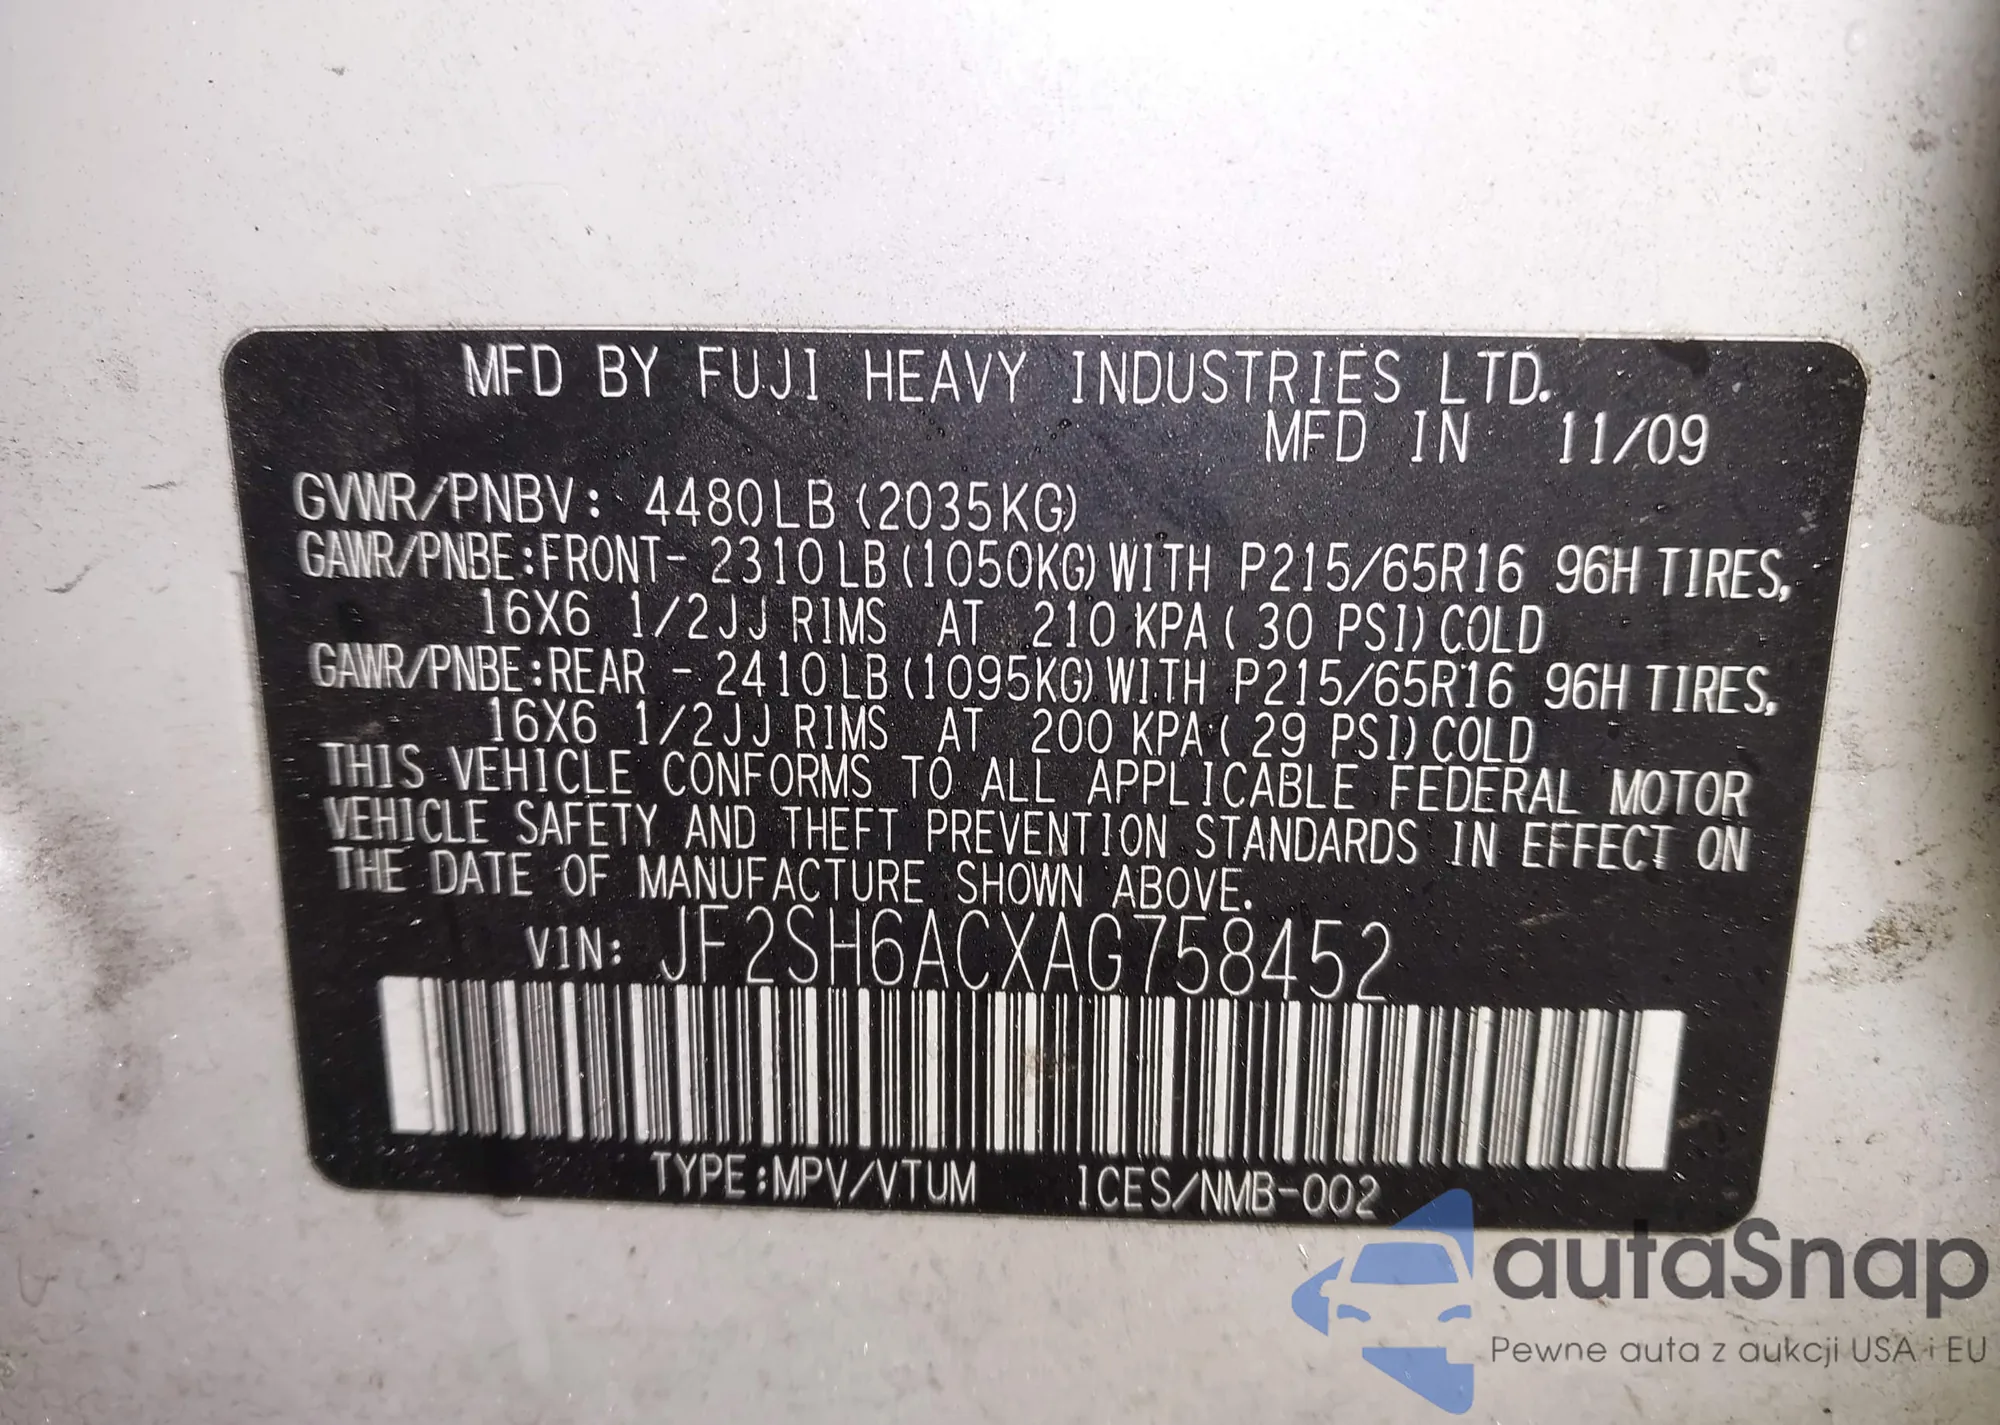 MFD BY FUJI HEAVY INDUSTRIES LTD.
MFD IN 11/09
GVWR/PNBV: 4480LB (2035KG)
GAWR/PNBE:FRONT- 2310LB(1050KG)WITH P215/65R16 96H TIRES,
16X6 1/2JJ RIMS AT 210 KPA( 30 PSI)COLD
GAWR/PNBE:REAR - 2410LB(1095KG)WITH P215/65R16 96H TIRES,
16X6 1/2JJ RIMS AT 200 KPA( 29 PSI)COLD
THIS VEHICLE CONFORMS TO ALL APPLICABLE FEDERAL MOTOR
VEHICLE SAFETY AND THEFT PREVENTION STANDARDS IN EFFECT ON
THE DATE OF MANUFACTURE SHOWN ABOVE.
VIN: JF2SH6ACXAG758452
TYPE:MPV/VTUM ICES/NMB-002
autaSnap
Pewne auta z aukcji USA i EU